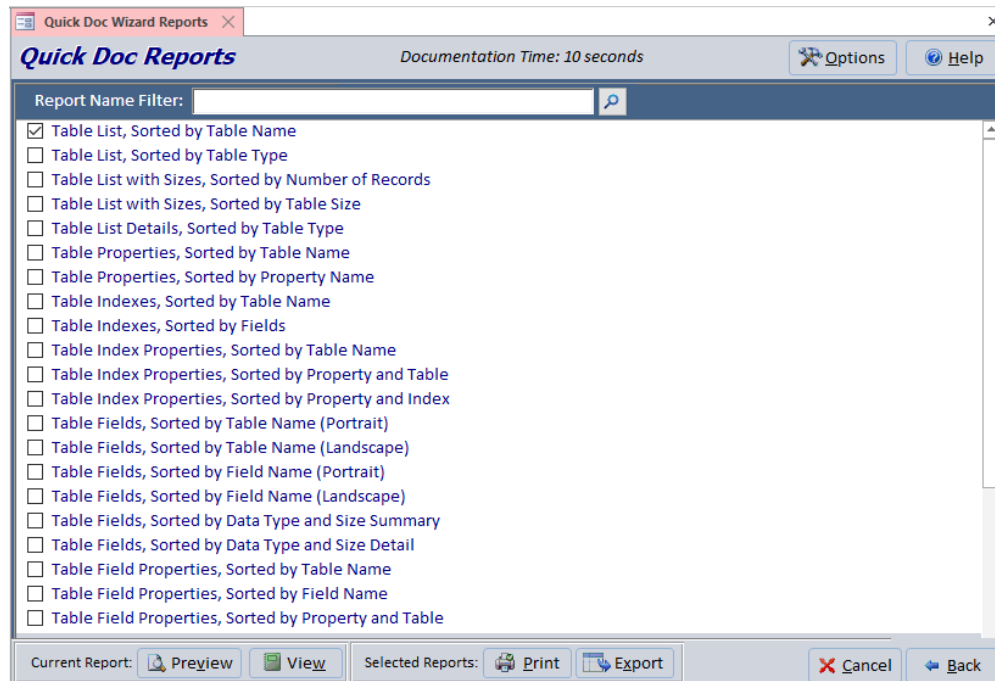 Quick Doc Wizard Reports
Quick Doc Reports Documentation Time: 10 seconds Options Help
Report Name Filter:
Table List, Sorted by Table Name
Table List, Sorted by Table Type
Table List with Sizes, Sorted by Number of Records
Table List with Sizes, Sorted by Table Size
Table List Details, Sorted by Table Type
Table Properties, Sorted by Table Name
Table Properties, Sorted by Property Name
Table Indexes, Sorted by Table Name
Table Indexes, Sorted by Fields
Table Index Properties, Sorted by Table Name
Table Index Properties, Sorted by Property and Table
Table Index Properties, Sorted by Property and Index
Table Fields, Sorted by Table Name (Portrait)
Table Fields, Sorted by Table Name (Landscape)
Table Fields, Sorted by Field Name (Portrait)
Table Fields, Sorted by Field Name (Landscape)
Table Fields, Sorted by Data Type and Size Summary
Table Fields, Sorted by Data Type and Size Detail
Table Field Properties, Sorted by Table Name
Table Field Properties, Sorted by Field Name
Table Field Properties, Sorted by Property and Table
Current Report: Preview View Selected Reports: Print Export Cancel Back